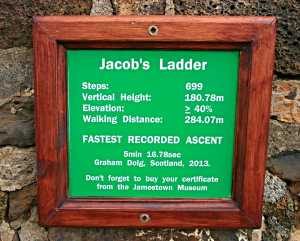 Jacob's Ladder
Steps: 699
Vertical Height: 180.78m
Elevation: ≥ 40%
Walking Distance: 284.07m
FASTEST RECORDED ASCENT
5min 16.78sec
Graham Doig, Scotland, 2013.
Don't forget to buy your certificate
from the Jamestown Museum